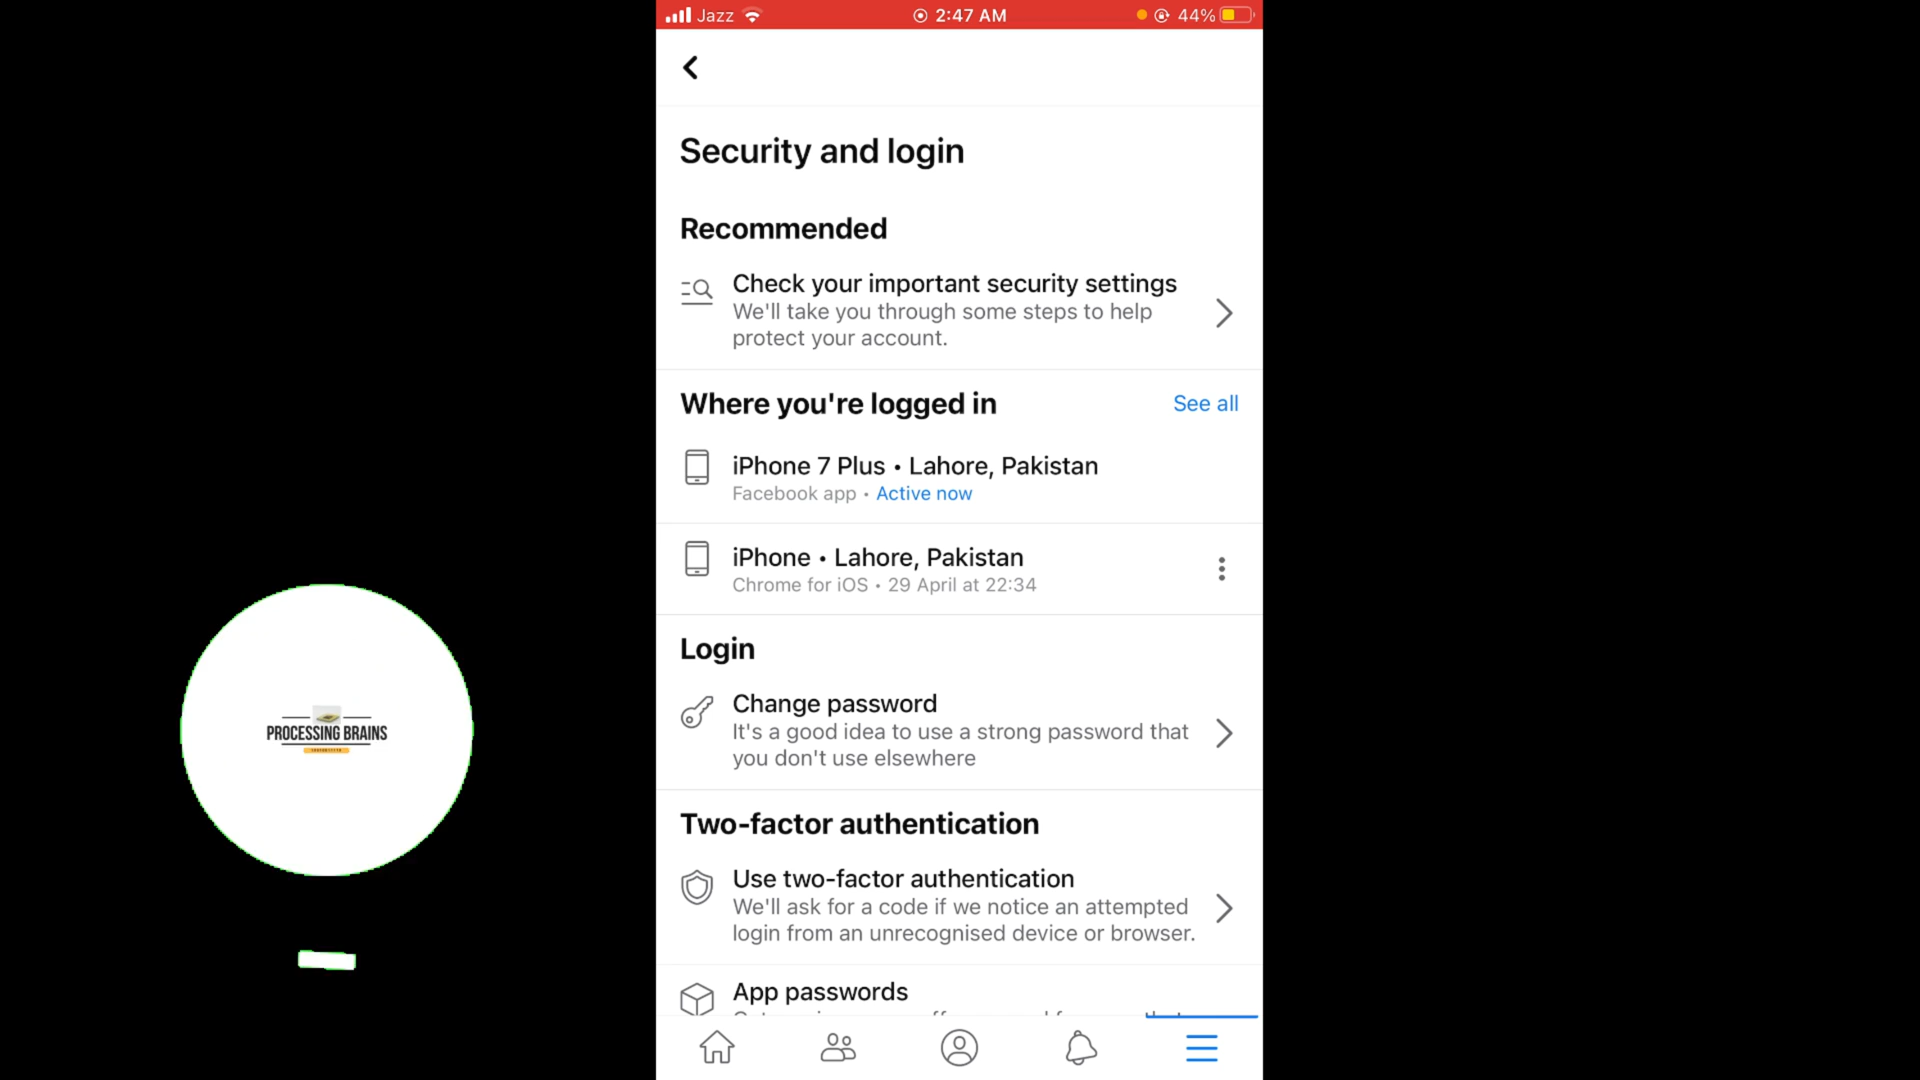 Jazz 2:47 AM 44%
Security and login
Recommended
Check your important security settings
We'll take you through some steps to help
protect your account.
Where you're logged in See all
iPhone 7 Plus • Lahore, Pakistan
Facebook app • Active now
iPhone • Lahore, Pakistan
Chrome for iOS • 29 April at 22:34
Login
Change password
It's a good idea to use a strong password that
you don't use elsewhere
Two-factor authentication
Use two-factor authentication
We'll ask for a code if we notice an attempted
login from an unrecognised device or browser.
App passwords
PROCESSING BRAINS